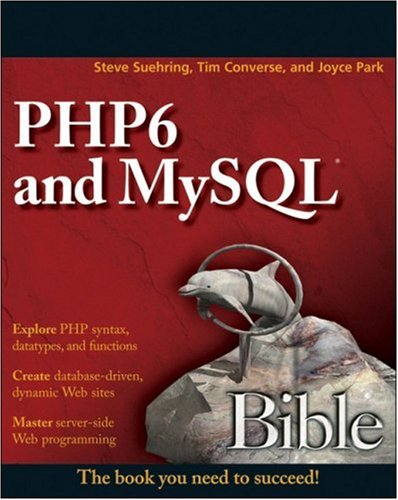 Steve Suehring, Tim Converse, and Joyce Park
PHP6
and MySQL®
Explore PHP syntax,
datatypes, and functions
Create database-driven,
dynamic Web sites
Master server-side
Web programming
Bible
The book you need to succeed!